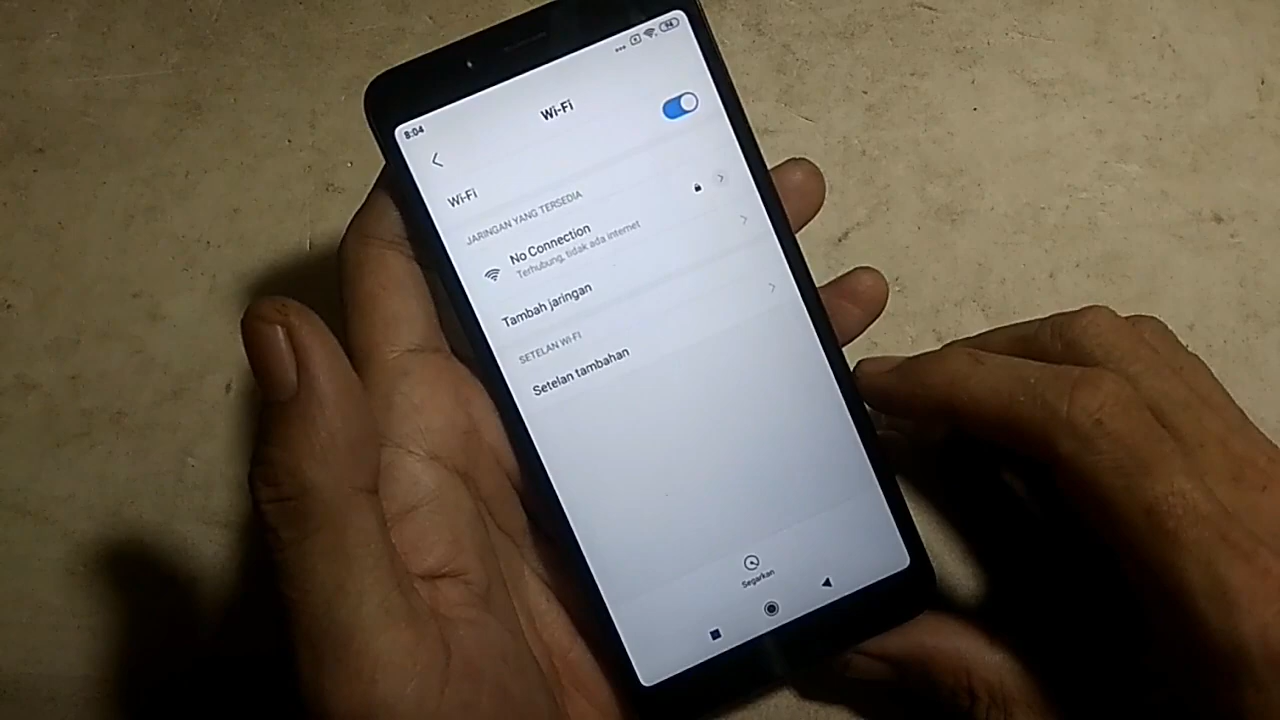 8:04
94
Wi-Fi
Wi-Fi
JARINGAN YANG TERSEDIA
No Connection
Terhubung, tidak ada internet
Tambah jaringan
SETELAN WI-FI
Setelan tambahan
Segarkan